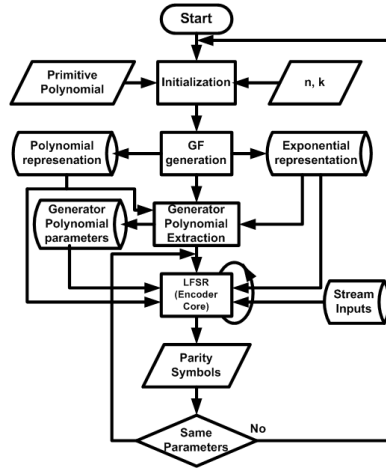 Start
Primitive
Polynomial
Initialization
n, k
Polynomial
represenation
GF
generation
Exponential
representation
Generator
Polynomial
parameters
Generator
Polynomial
Extraction
LFSR
(Encoder
Core)
Stream
Inputs
Parity
Symbols
Same
Parameters
No